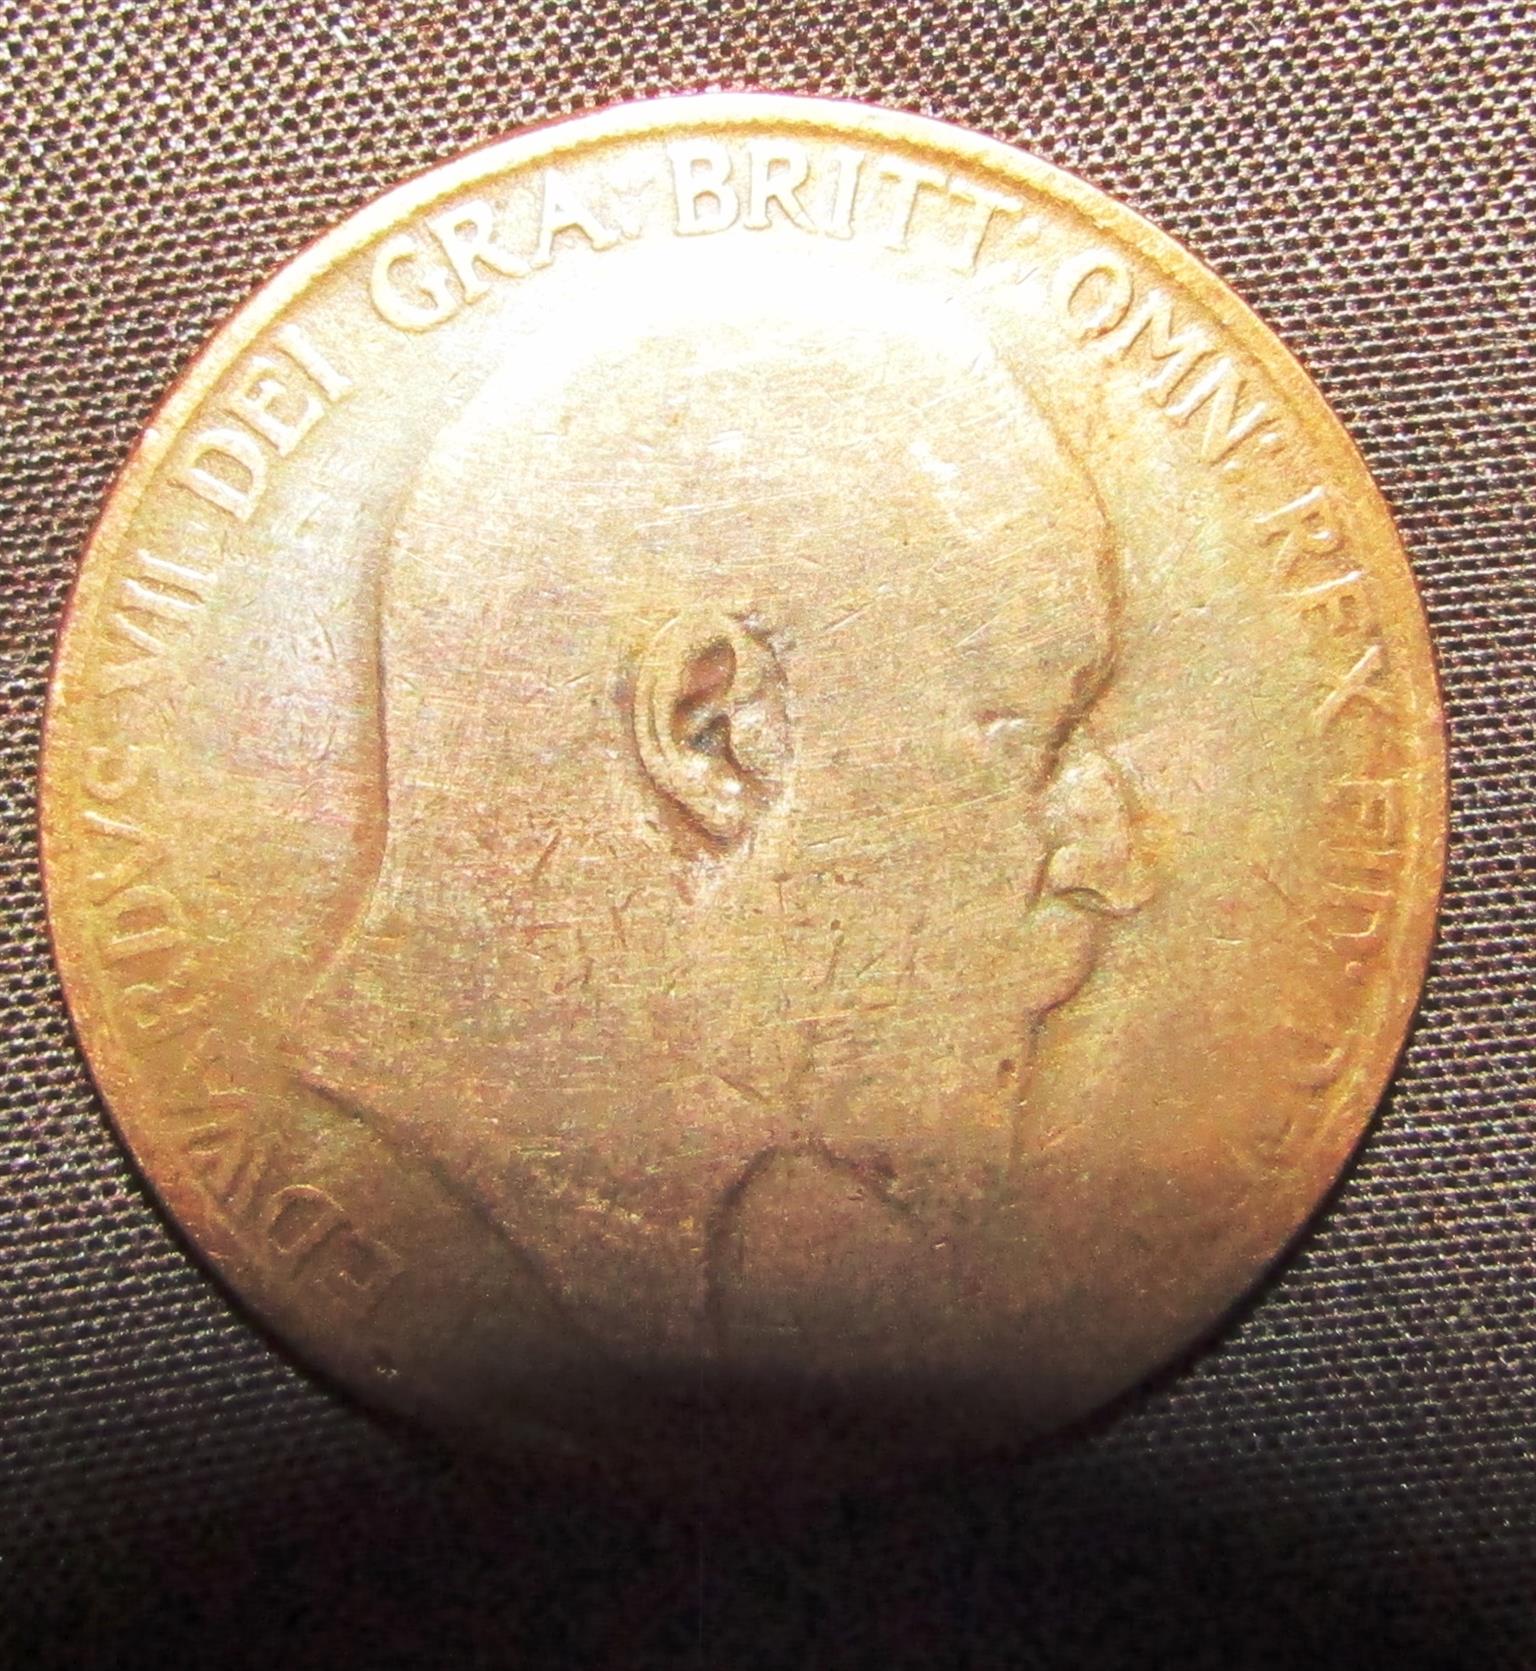 EDWARDVS VII DEI GRA: BRITT: OMN: REX FID: